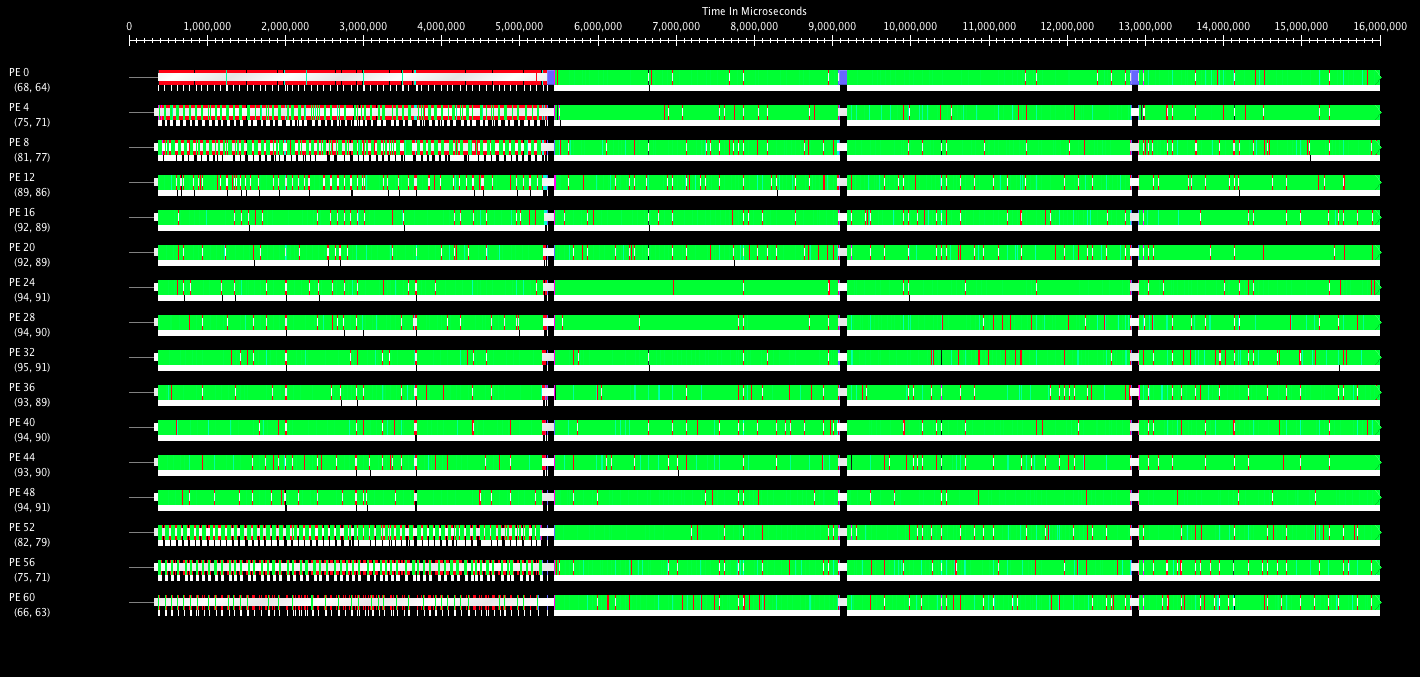 Time In Microseconds
0 1,000,000 2,000,000 3,000,000 4,000,000 5,000,000 6,000,000 7,000,000 8,000,000 9,000,000 10,000,000 11,000,000 12,000,000 13,000,000 14,000,000 15,000,000 16,000,000
PE 0
(68, 64)
PE 4
(75, 71)
PE 8
(81, 77)
PE 12
(89, 86)
PE 16
(92, 89)
PE 20
(92, 89)
PE 24
(94, 91)
PE 28
(94, 90)
PE 32
(95, 91)
PE 36
(93, 89)
PE 40
(94, 90)
PE 44
(93, 90)
PE 48
(94, 91)
PE 52
(82, 79)
PE 56
(75, 71)
PE 60
(66, 63)